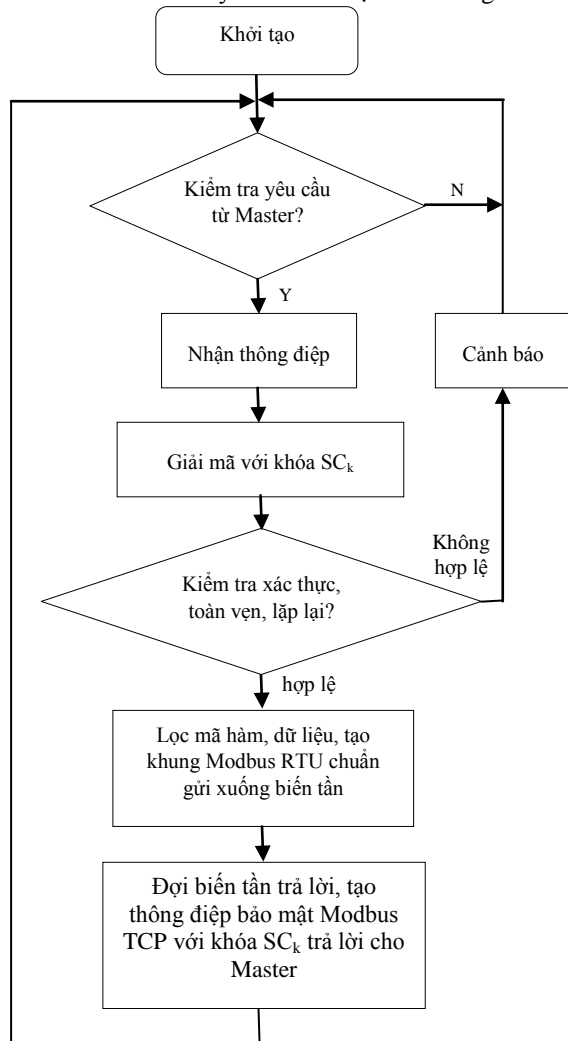 Khởi tạo
Kiểm tra yêu cầu
từ Master?
N
Y
Nhận thông điệp
Cảnh báo
Giải mã với khóa SCₖ
Không
hợp lệ
Kiểm tra xác thực,
toàn vẹn, lặp lại?
hợp lệ
Lọc mã hàm, dữ liệu, tạo
khung Modbus RTU chuẩn
gửi xuống biến tần
Đợi biến tần trả lời, tạo
thông điệp bảo mật Modbus
TCP với khóa SCₖ trả lời cho
Master